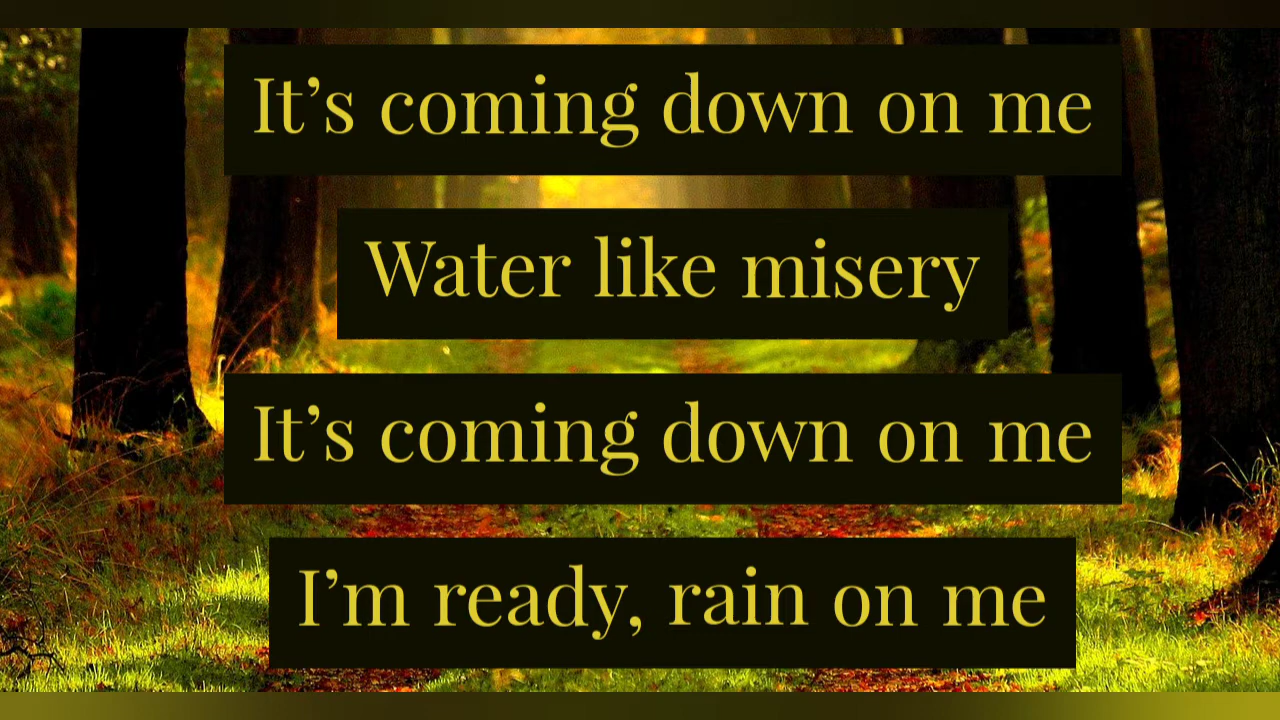 It’s coming down on me
Water like misery
It’s coming down on me
I’m ready, rain on me